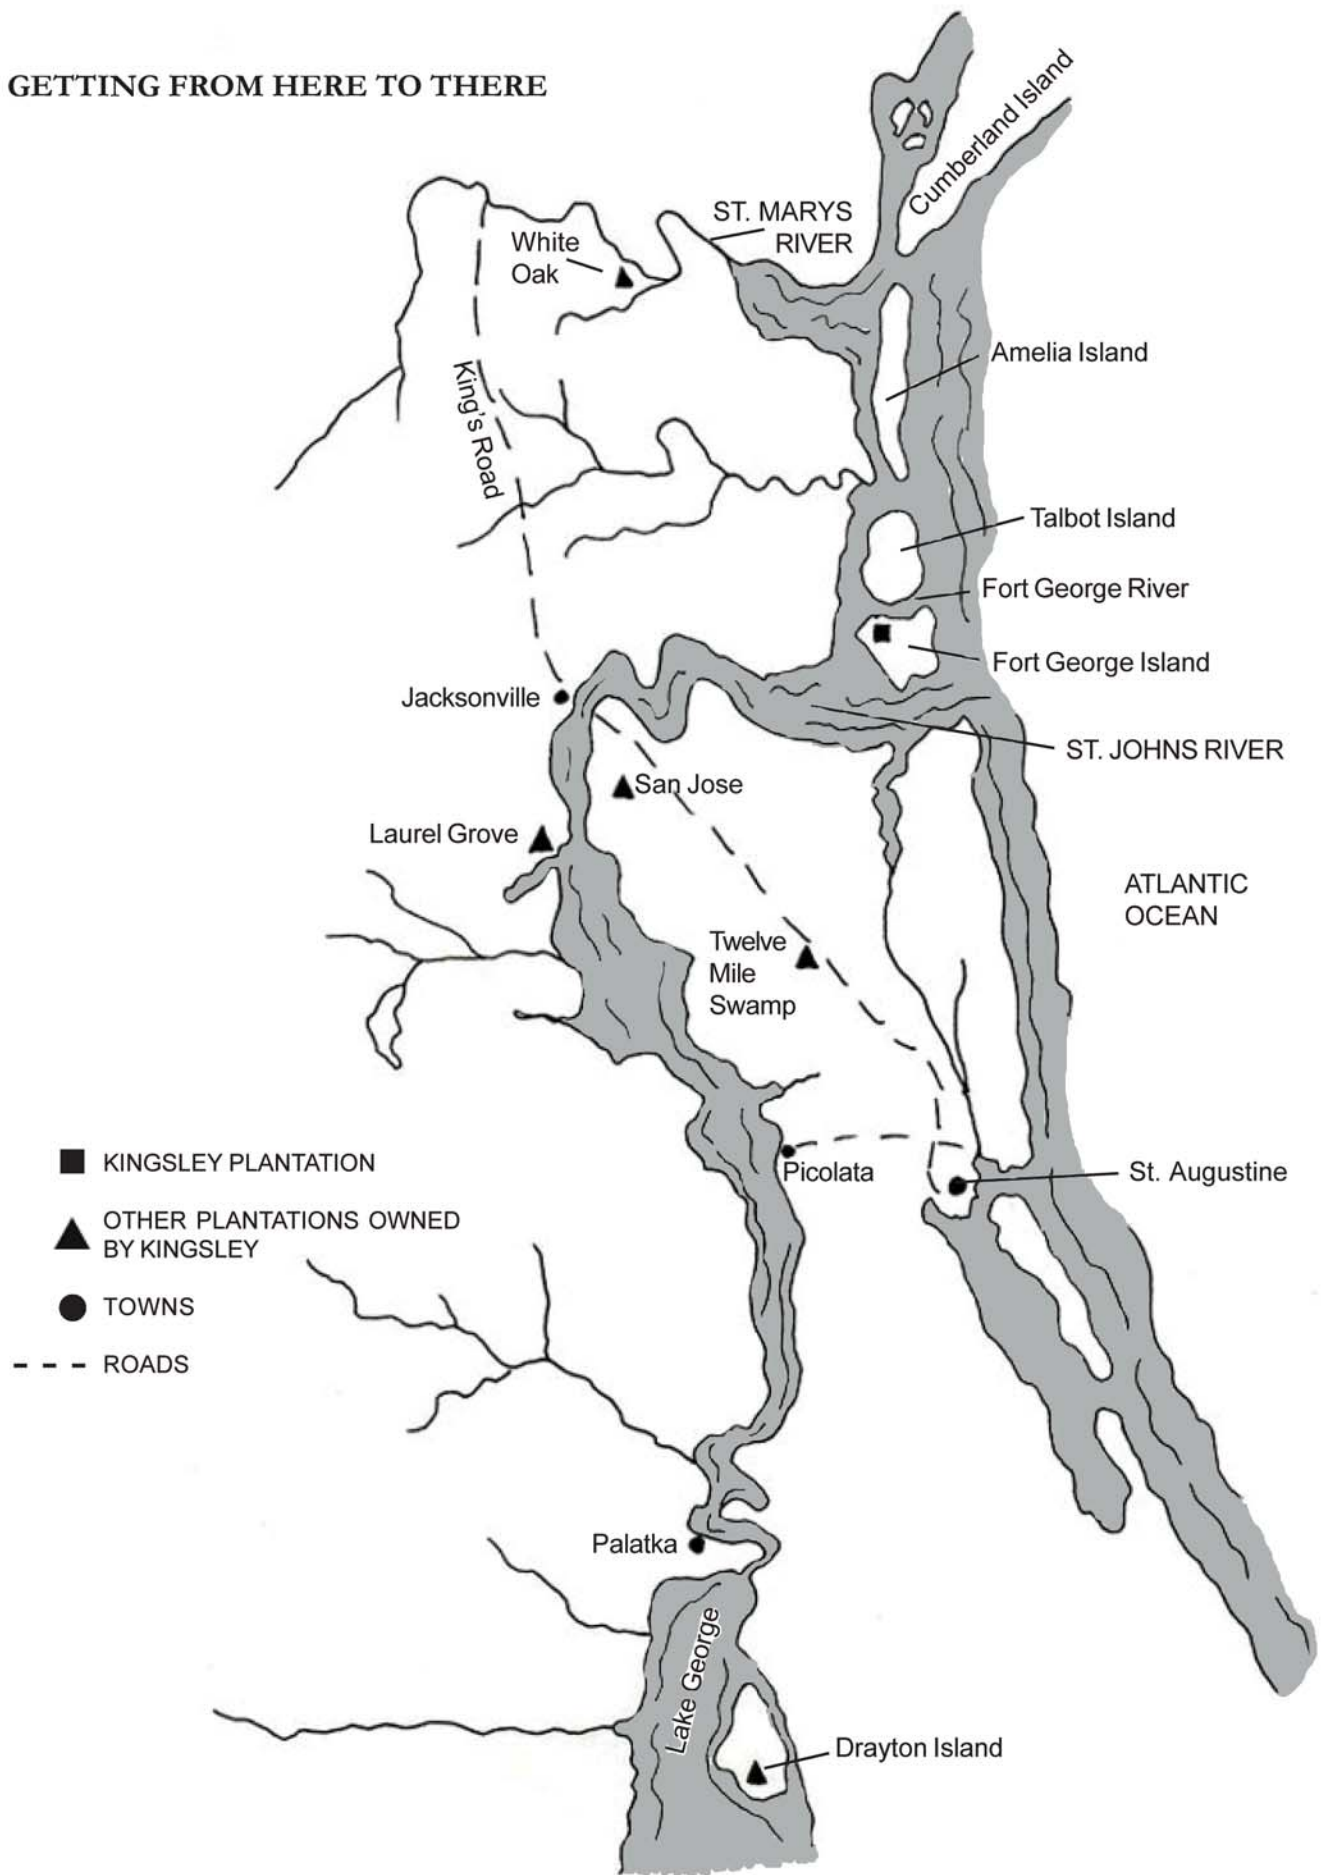 GETTING FROM HERE TO THERE
Cumberland Island
ST. MARYS
RIVER
White
Oak
Amelia Island
King's Road
Talbot Island
Fort George River
Fort George Island
Jacksonville
ST. JOHNS RIVER
San Jose
Laurel Grove
ATLANTIC
OCEAN
Twelve
Mile
Swamp
KINGSLEY PLANTATION
Picolata
St. Augustine
OTHER PLANTATIONS OWNED
BY KINGSLEY
TOWNS
ROADS
Palatka
Lake George
Drayton Island